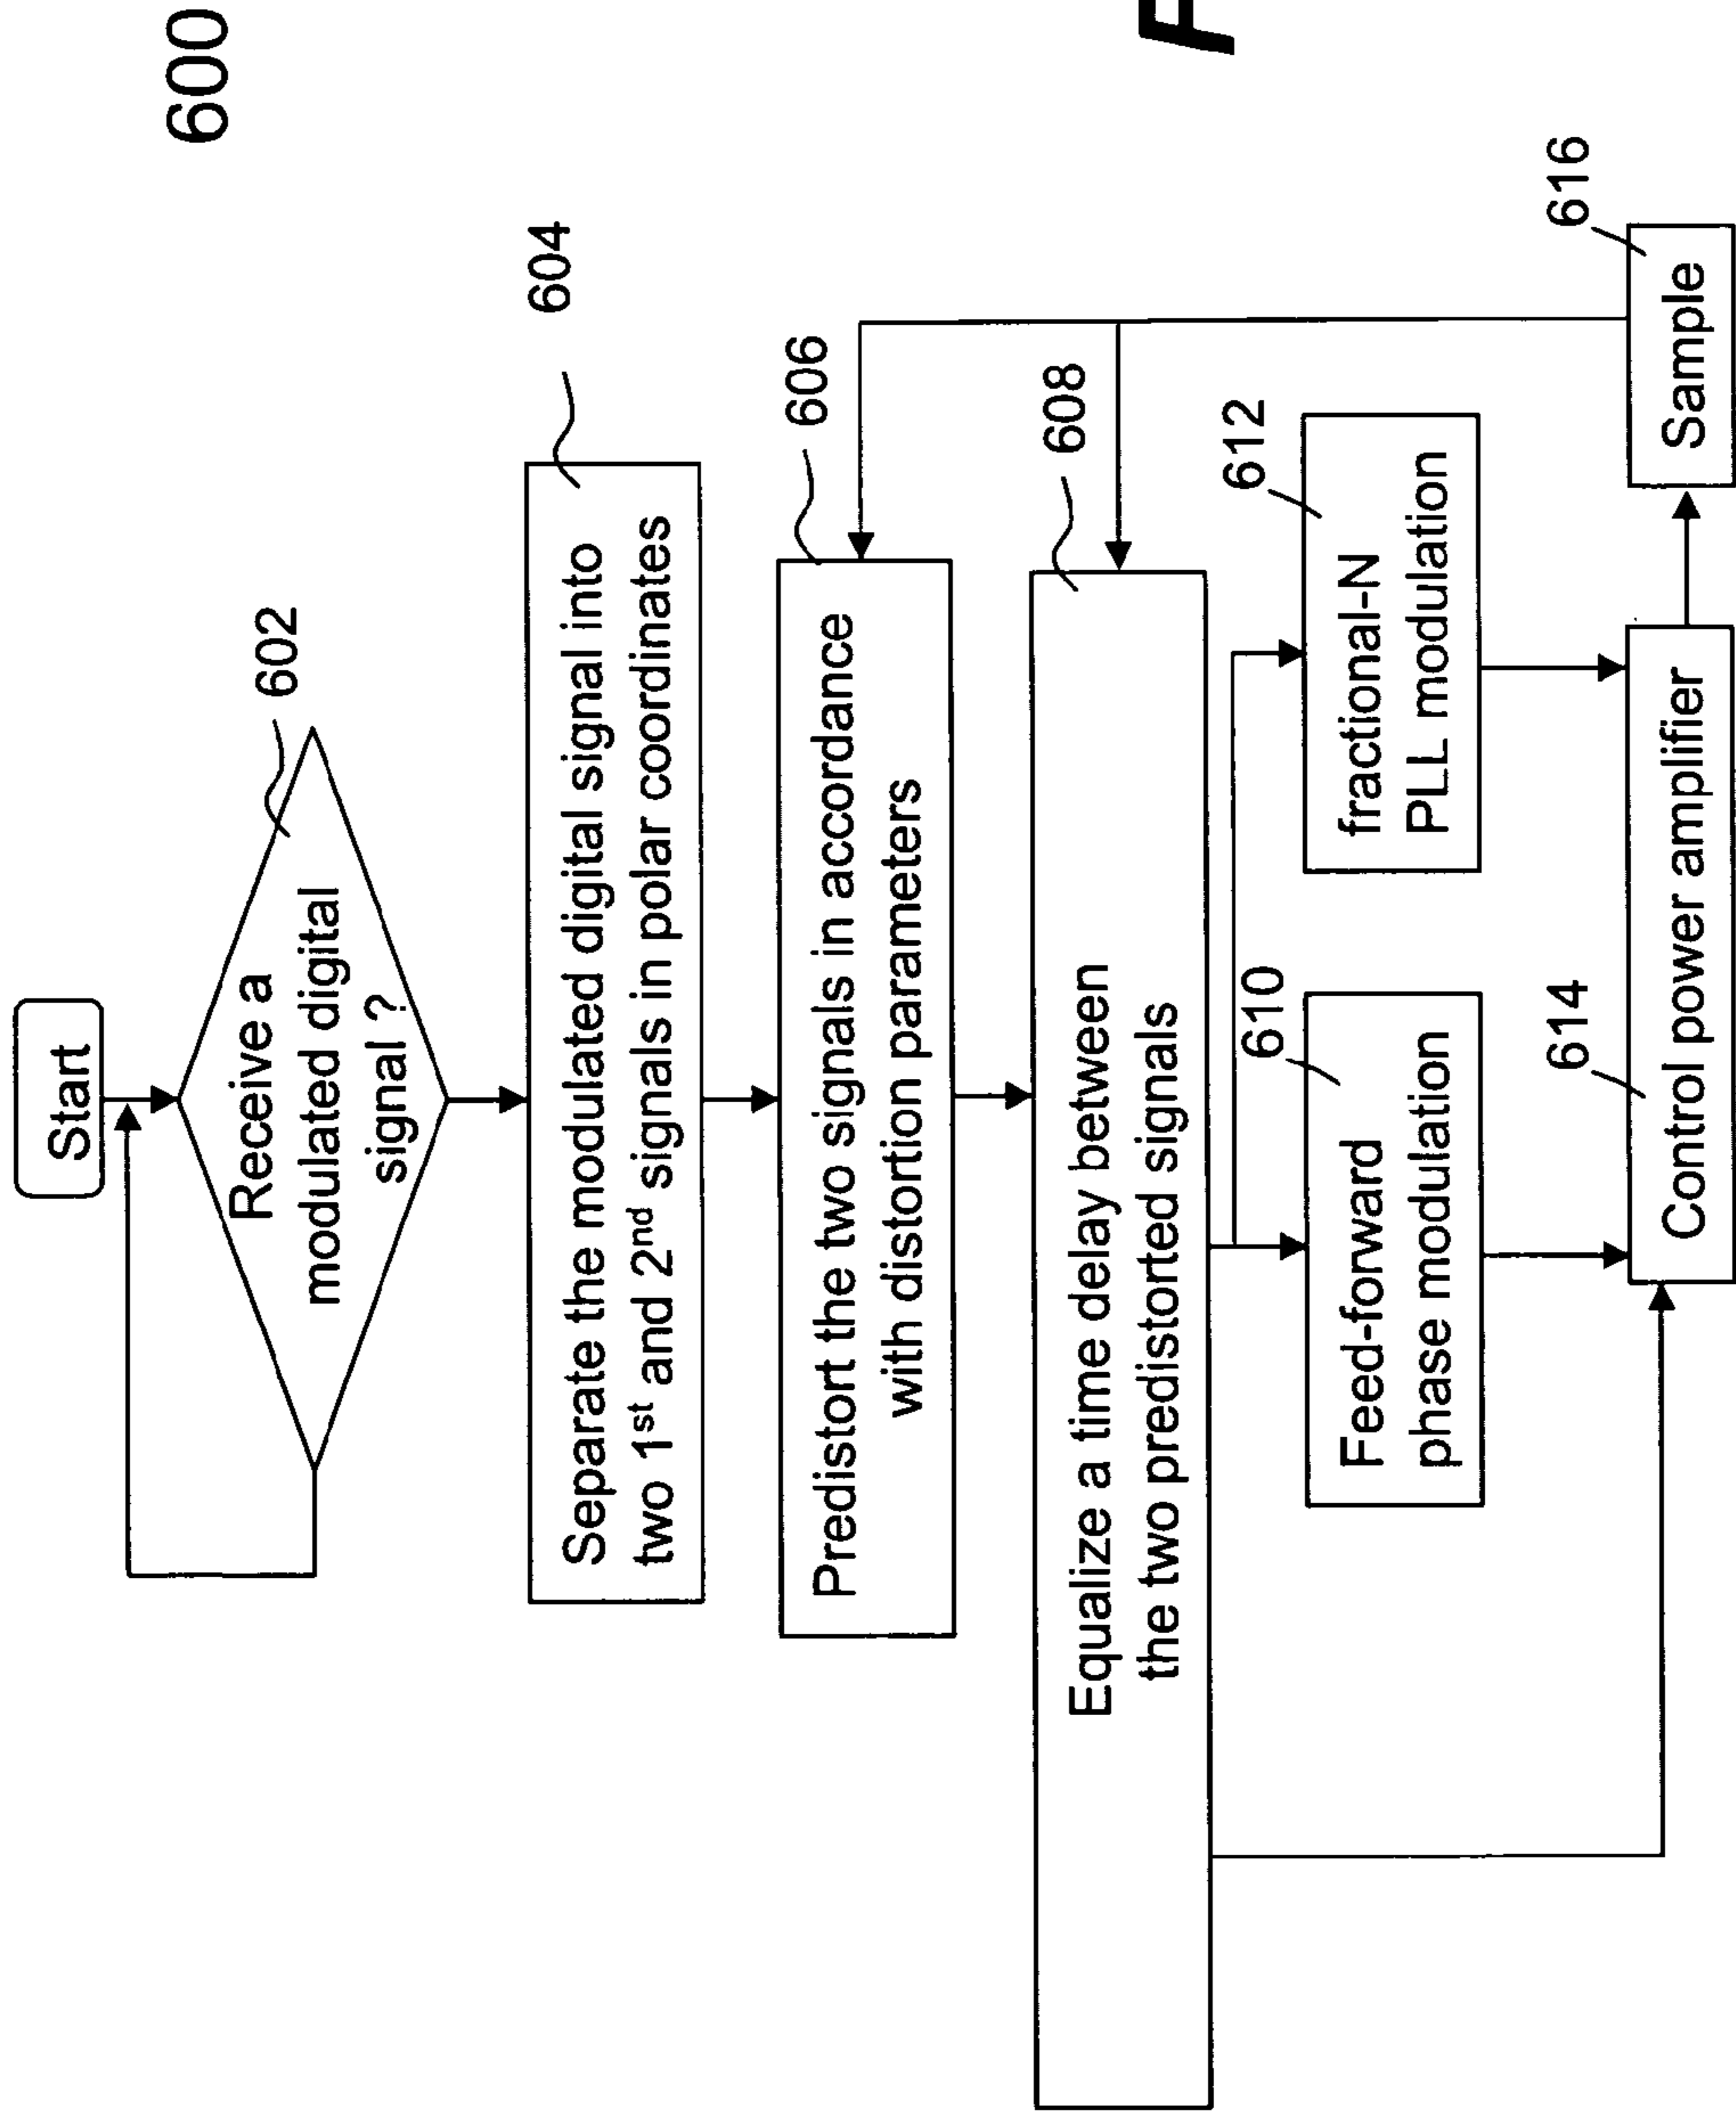 600
Start
602
Receive a
modulated digital
signal ?
604
Separate the modulated digital signal into
two 1st and 2nd signals in polar coordinates
606
Predistort the two signals in accordance
with distortion parameters
608
Equalize a time delay between
the two predistorted signals
610
Feed-forward
phase modulation
612
fractional-N
PLL modulation
614
Control power amplifier
616
Sample